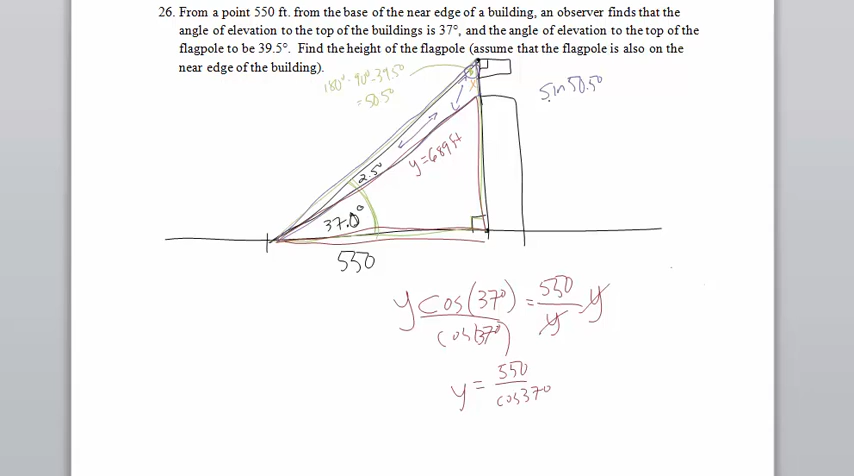 26. From a point 550 ft. from the base of the near edge of a building, an observer finds that the
angle of elevation to the top of the buildings is 37°, and the angle of elevation to the top of the
flagpole to be 39.5°. Find the height of the flagpole (assume that the flagpole is also on the
near edge of the building).
180°-90°-39.5°
= 50.5°
sin 50.5°
x
y=689 ft
2.5°
37.0°
550
y cos(37°) = 550 y
cos(37°) y
y = 550
cos37°